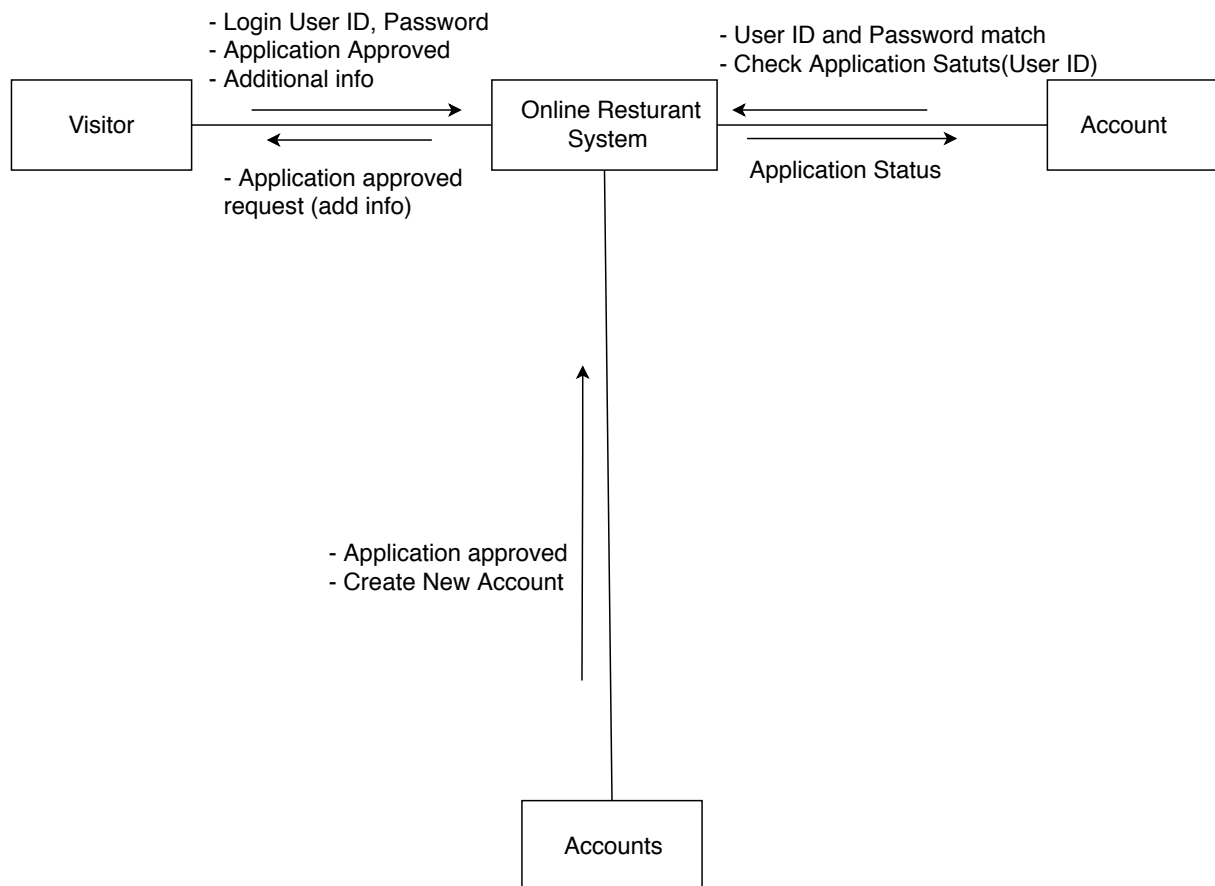 - Login User ID, Password
- Application Approved
- Additional info
- User ID and Password match
- Check Application Satuts(User ID)
Visitor
Online Resturant
System
Account
- Application approved
request (add info)
Application Status
- Application approved
- Create New Account
Accounts